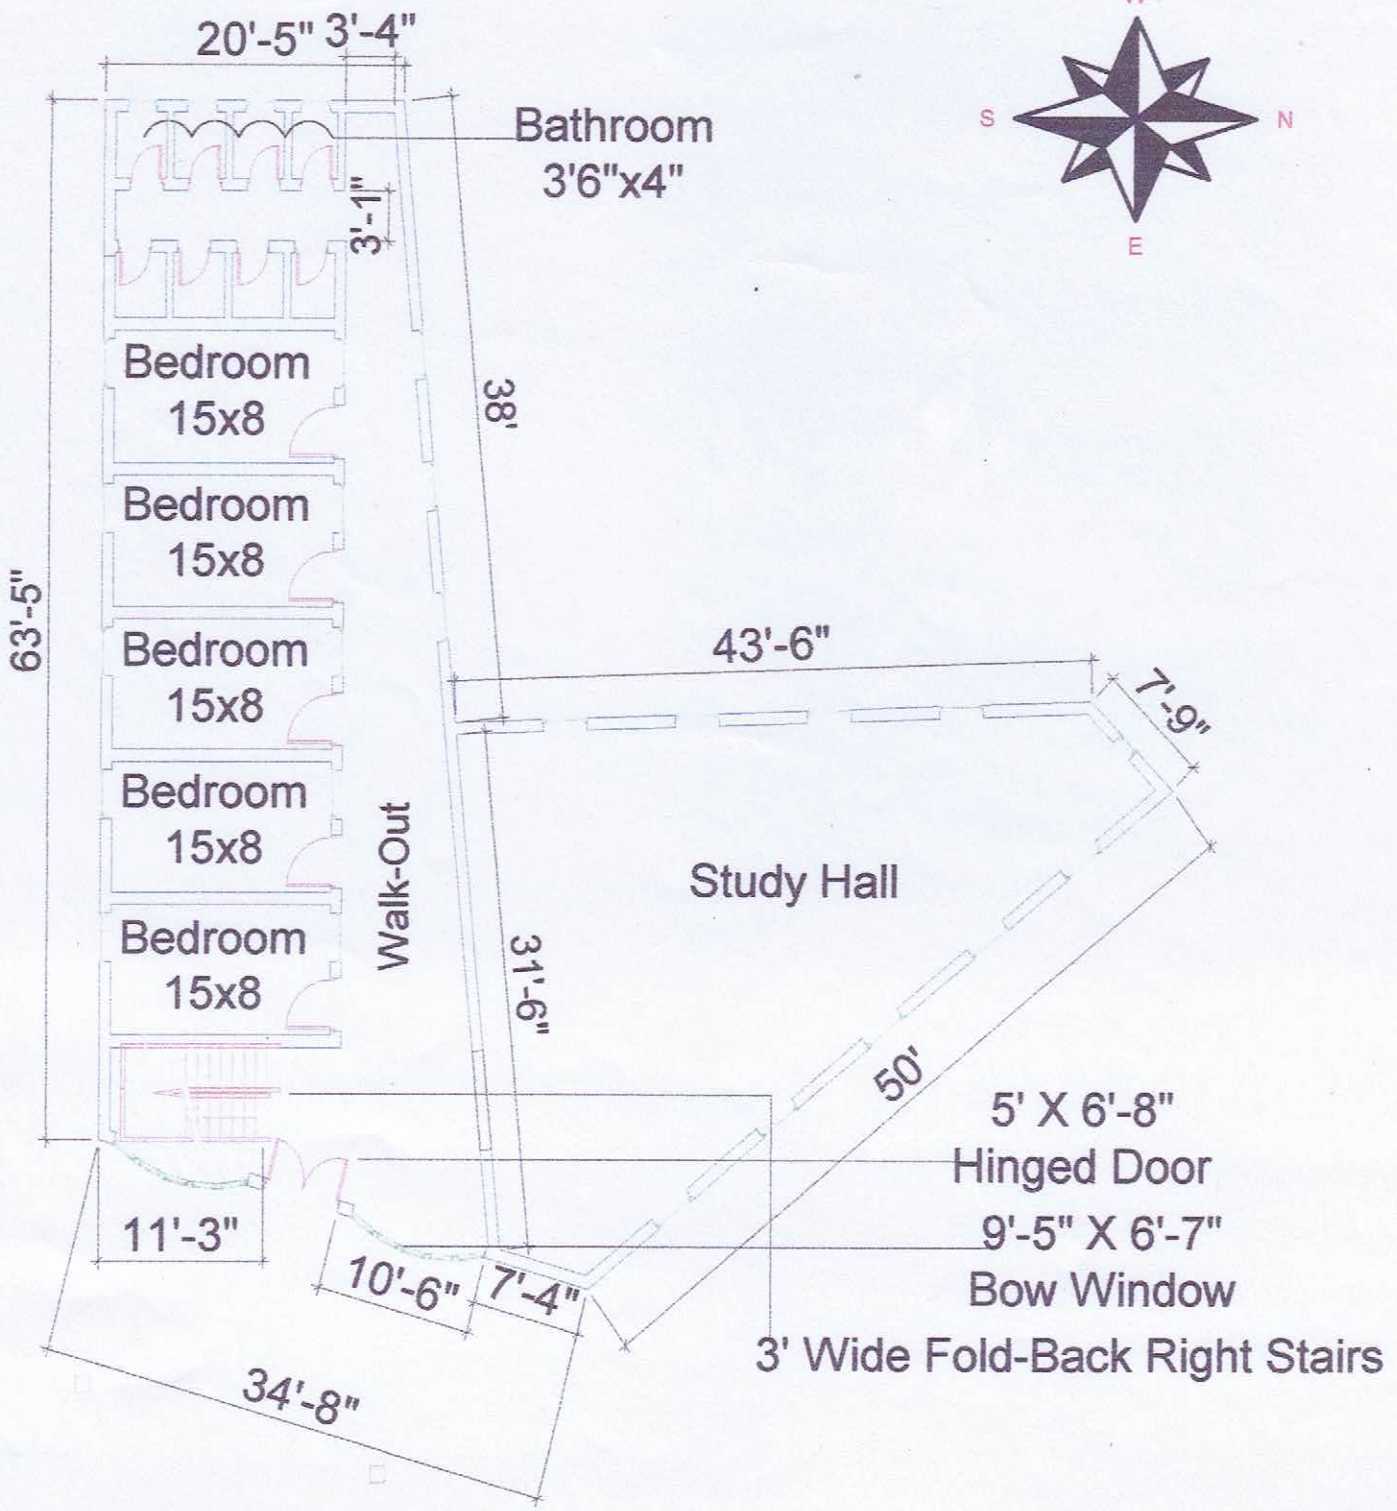 20'-5" 3'-4"
S
N
E
Bathroom
3'6"x4"
3'-1"
Bedroom
15x8
38'
Bedroom
15x8
63'-5"
Bedroom
15x8
43'-6"
7'-9"
Bedroom
15x8
Walk-Out
Study Hall
Bedroom
15x8
31'-6"
50'
5' X 6'-8"
Hinged Door
11'-3"
9'-5" X 6'-7"
Bow Window
10'-6"
7'-4"
3' Wide Fold-Back Right Stairs
34'-8"